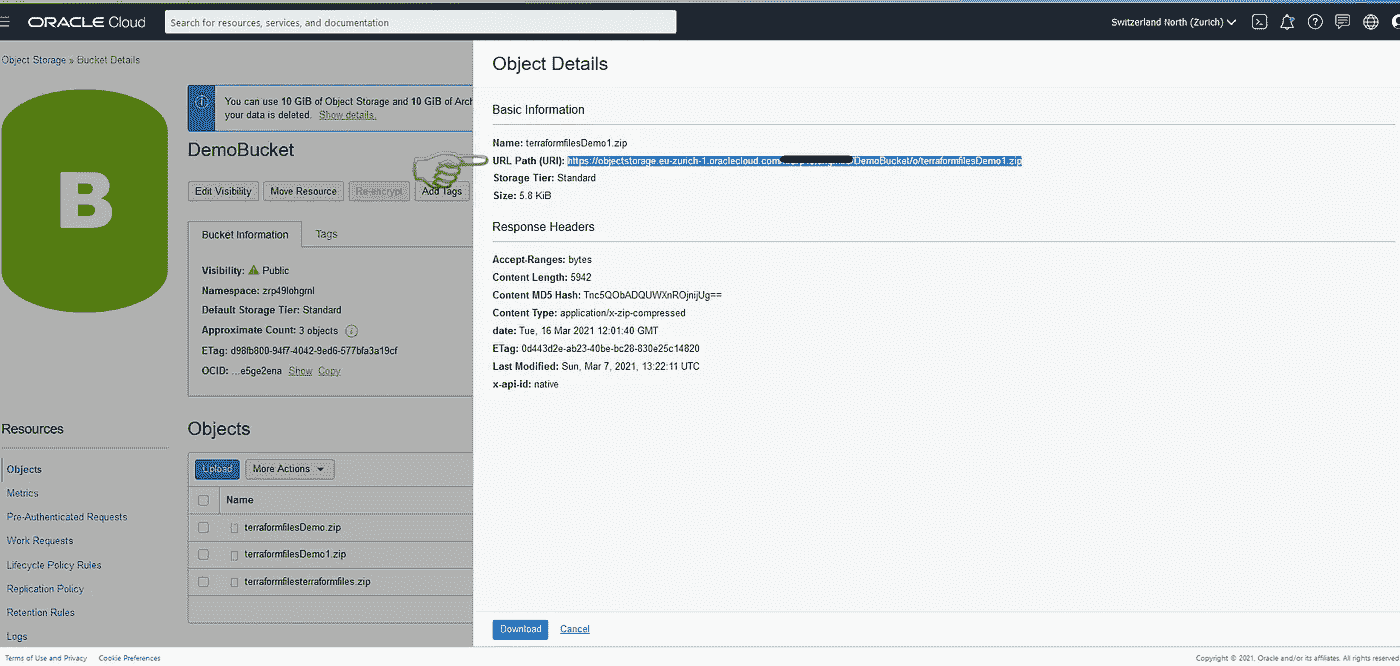 ORACLE Cloud
Search for resources, services, and documentation
Switzerland North (Zurich)
Object Storage » Bucket Details
B
You can use 10 GiB of Object Storage and 10 GiB of Arch
your data is deleted. Show details.
DemoBucket
Edit Visibility
Move Resource
Re-encrypt
Add Tags
Bucket Information
Tags
Visibility: Public
Namespace: zrp49lohgrnl
Default Storage Tier: Standard
Approximate Count: 3 objects
ETag: d98fb800-94f7-4042-9ed6-577bfa3a19cf
OCID: ...e5ge2ena Show Copy
Resources
Objects
Metrics
Pre-Authenticated Requests
Work Requests
Lifecycle Policy Rules
Replication Policy
Retention Rules
Logs
Objects
Upload
More Actions
Name
terraformfilesDemo.zip
terraformfilesDemo1.zip
terraformfilesterraformfiles.zip
Object Details
Basic Information
Name: terraformfilesDemo1.zip
URL Path (URI): https://objectstorage.eu-zurich-1.oraclecloud.com /DemoBucket/o/terraformfilesDemo1.zip
Storage Tier: Standard
Size: 5.8 KiB
Response Headers
Accept-Ranges: bytes
Content Length: 5942
Content MD5 Hash: Tnc5QObADQUWXnROjnijUg==
Content Type: application/x-zip-compressed
date: Tue, 16 Mar 2021 12:01:40 GMT
ETag: 0d443d2e-ab23-40be-bc28-830e25c14820
Last Modified: Sun, Mar 7, 2021, 13:22:11 UTC
x-api-id: native
Download
Cancel
Terms of Use and Privacy
Cookie Preferences
Copyright © 2021, Oracle and/or its affiliates. All rights reserved